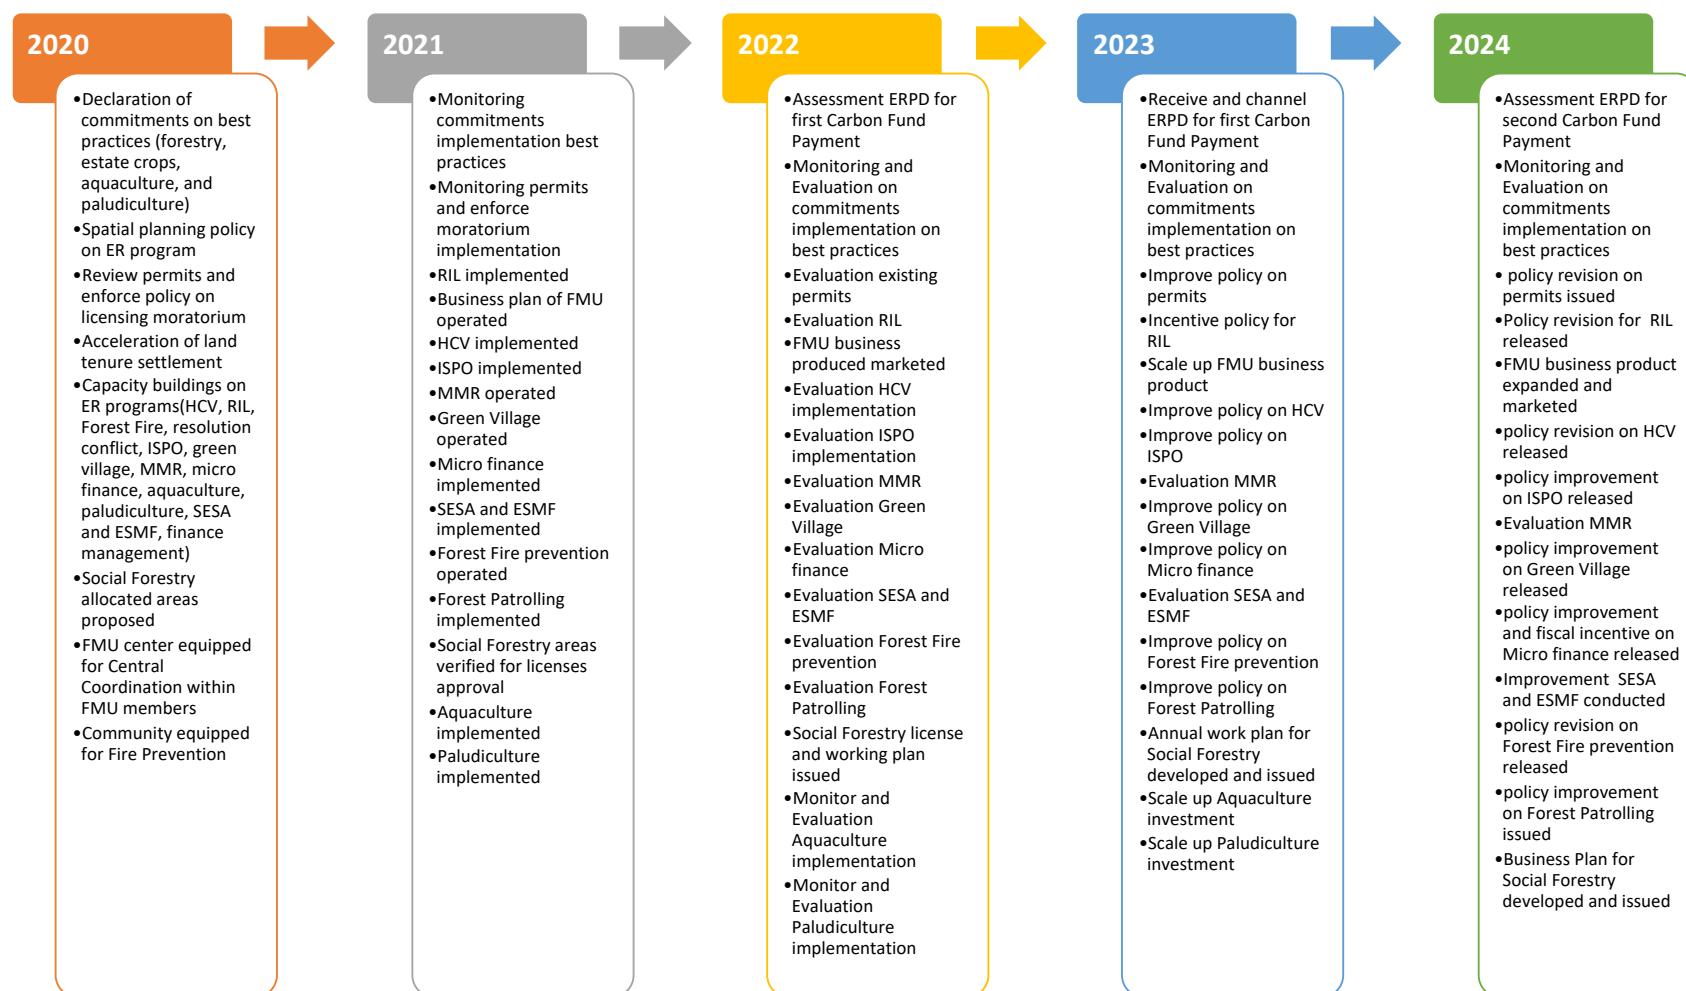 2020
•Declaration of
commitments on best
practices (forestry,
estate crops,
aquaculture, and
paludiculture)
•Spatial planning policy
on ER program
•Review permits and
enforce policy on
licensing moratorium
•Acceleration of land
tenure settlement
•Capacity buildings on
ER programs(HCV, RIL,
Forest Fire, resolution
conflict, ISPO, green
village, MMR, micro
finance, aquaculture,
paludiculture, SESA
and ESMF, finance
management)
•Social Forestry
allocated areas
proposed
•FMU center equipped
for Central
Coordination within
FMU members
•Community equipped
for Fire Prevention
2021
•Monitoring
commitments
implementation best
practices
•Monitoring permits
and enforce
moratorium
implementation
•RIL implemented
•Business plan of FMU
operated
•HCV implemented
•ISPO implemented
•MMR operated
•Green Village
operated
•Micro finance
implemented
•SESA and ESMF
implemented
•Forest Fire prevention
operated
•Forest Patrolling
implemented
•Social Forestry areas
verified for licenses
approval
•Aquaculture
implemented
•Paludiculture
implemented
2022
•Assessment ERPD for
first Carbon Fund
Payment
•Monitoring and
Evaluation on
commitments
implementation on
best practices
•Evaluation existing
permits
•Evaluation RIL
•FMU business
produced marketed
•Evaluation HCV
implementation
•Evaluation ISPO
implementation
•Evaluation MMR
•Evaluation Green
Village
•Evaluation Micro
finance
•Evaluation SESA and
ESMF
•Evaluation Forest Fire
prevention
•Evaluation Forest
Patrolling
•Social Forestry license
and working plan
issued
•Monitor and
Evaluation
Aquaculture
implementation
•Monitor and
Evaluation
Paludiculture
implementation
2023
•Receive and channel
ERPD for first Carbon
Fund Payment
•Monitoring and
Evaluation on
commitments
implementation on
best practices
•Improve policy on
permits
•Incentive policy for
RIL
•Scale up FMU business
product
•Improve policy on HCV
•Improve policy on
ISPO
•Evaluation MMR
•Improve policy on
Green Village
•Improve policy on
Micro finance
•Evaluation SESA and
ESMF
•Improve policy on
Forest Fire prevention
•Improve policy on
Forest Patrolling
•Annual work plan for
Social Forestry
developed and issued
•Scale up Aquaculture
investment
•Scale up Paludiculture
investment
2024
•Assessment ERPD for
second Carbon Fund
Payment
•Monitoring and
Evaluation on
commitments
implementation on
best practices
• policy revision on
permits issued
•Policy revision for  RIL
released
•FMU business product
expanded and
marketed
•policy revision on HCV
released
•policy improvement
on ISPO released
•Evaluation MMR
•policy improvement
on Green Village
released
•policy improvement
and fiscal incentive on
Micro finance released
•Improvement  SESA
and ESMF conducted
•policy revision on
Forest Fire prevention
released
•policy improvement
on Forest Patrolling
issued
•Business Plan for
Social Forestry
developed and issued